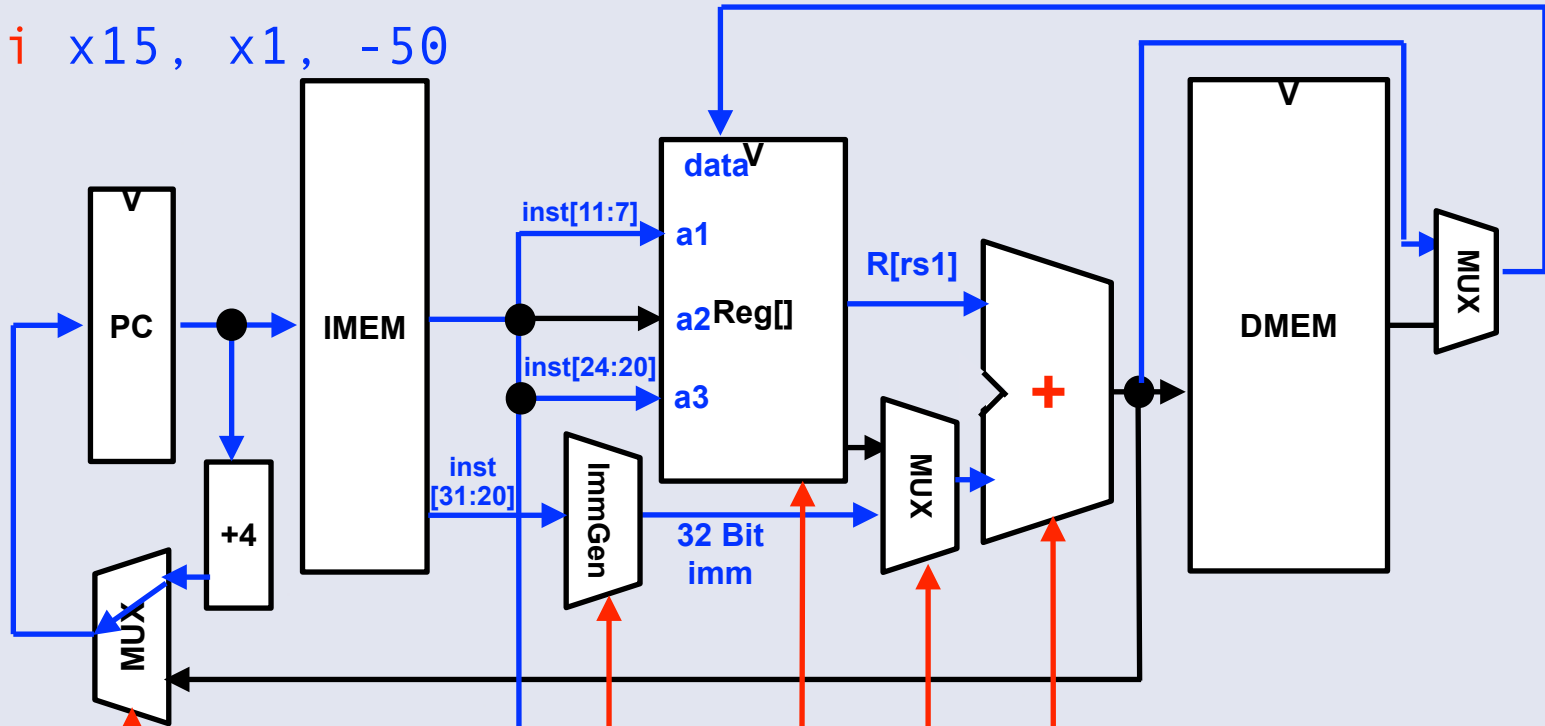 i x15, x1, -50
V
data
V
V
inst[11:7]
a1
R[rs1]
MUX
PC
IMEM
a2
Reg[]
DMEM
inst[24:20]
a3
+
inst
[31:20]
ImmGen
MUX
+4
32 Bit
imm
MUX